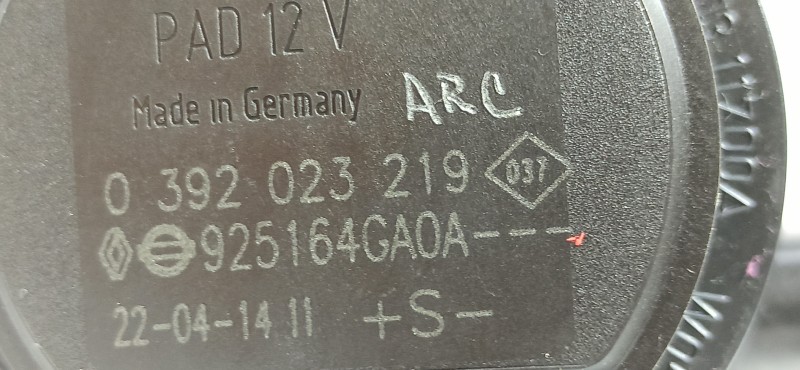 PAD 12 V
Made in Germany ARC
0 392 023 219 037
925164GA0A---
22-04-14 11 +S-